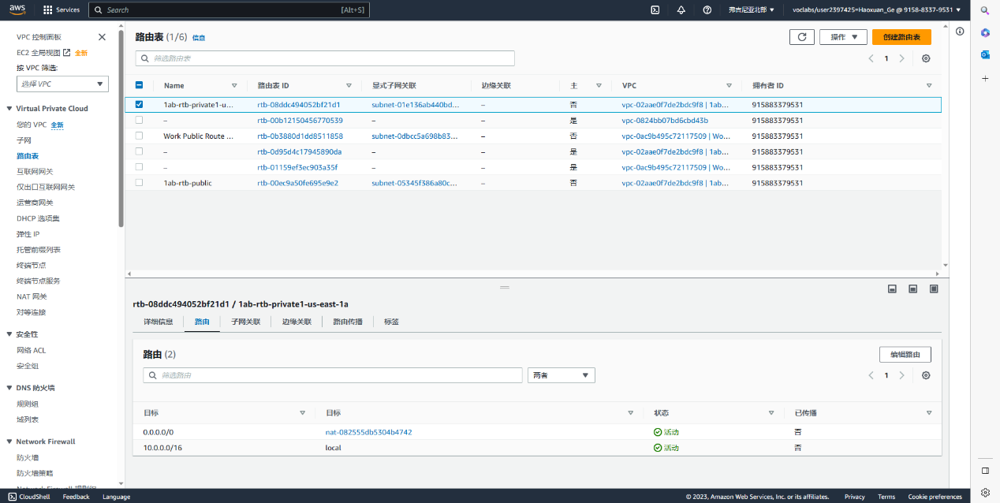 aws
Services
Search
[Alt+S]
弗吉尼亚北部
voclabs/user2397425=Haoxuan_Ge @ 9158-8337-9531
VPC 控制面板
EC2 全局视图 全新
按 VPC 筛选:
选择 VPC
Virtual Private Cloud
您的 VPC 全新
子网
路由表
互联网网关
仅出口互联网网关
运营商网关
DHCP 选项集
弹性 IP
托管前缀列表
终端节点
终端节点服务
NAT 网关
对等连接
安全性
网络 ACL
安全组
DNS 防火墙
规则组
域列表
Network Firewall
防火墙
防火墙策略
Network Firewall 规则组
路由表 (1/6) 信息
操作
创建路由表
筛选路由表
1
Name 路由表 ID 显式子网关联 边缘关联 主 VPC 拥有者 ID
1ab-rtb-private1-u... rtb-08ddc494052bf21d1 subnet-01e136ab440bd... – 否 vpc-02aae0f7de2bdc9f8 | 1ab... 915883379531
– rtb-00b12150456770539 – – 是 vpc-0824bb07bd6cbd43b 915883379531
Work Public Route ... rtb-0b3880d1dd8511858 subnet-0dbcc5a698b83... – 否 vpc-0ac9b495c72117509 | Wo... 915883379531
– rtb-0d95d4c17945890da – – 是 vpc-02aae0f7de2bdc9f8 | 1ab... 915883379531
– rtb-01159ef3ec903a35f – – 是 vpc-0ac9b495c72117509 | Wo... 915883379531
1ab-rtb-public rtb-00ec9a50fe695e9e2 subnet-05345f386a80c... – 否 vpc-02aae0f7de2bdc9f8 | 1ab... 915883379531
rtb-08ddc494052bf21d1 / 1ab-rtb-private1-us-east-1a
详细信息 路由 子网关联 边缘关联 路由传播 标签
路由 (2)
编辑路由
筛选路由
两者
1
目标 目标 状态 已传播
0.0.0.0/0 nat-082555db5304b4742 活动 否
10.0.0.0/16 local 活动 否
CloudShell Feedback Language
© 2023, Amazon Web Services, Inc. or its affiliates. Privacy Terms Cookie preferences